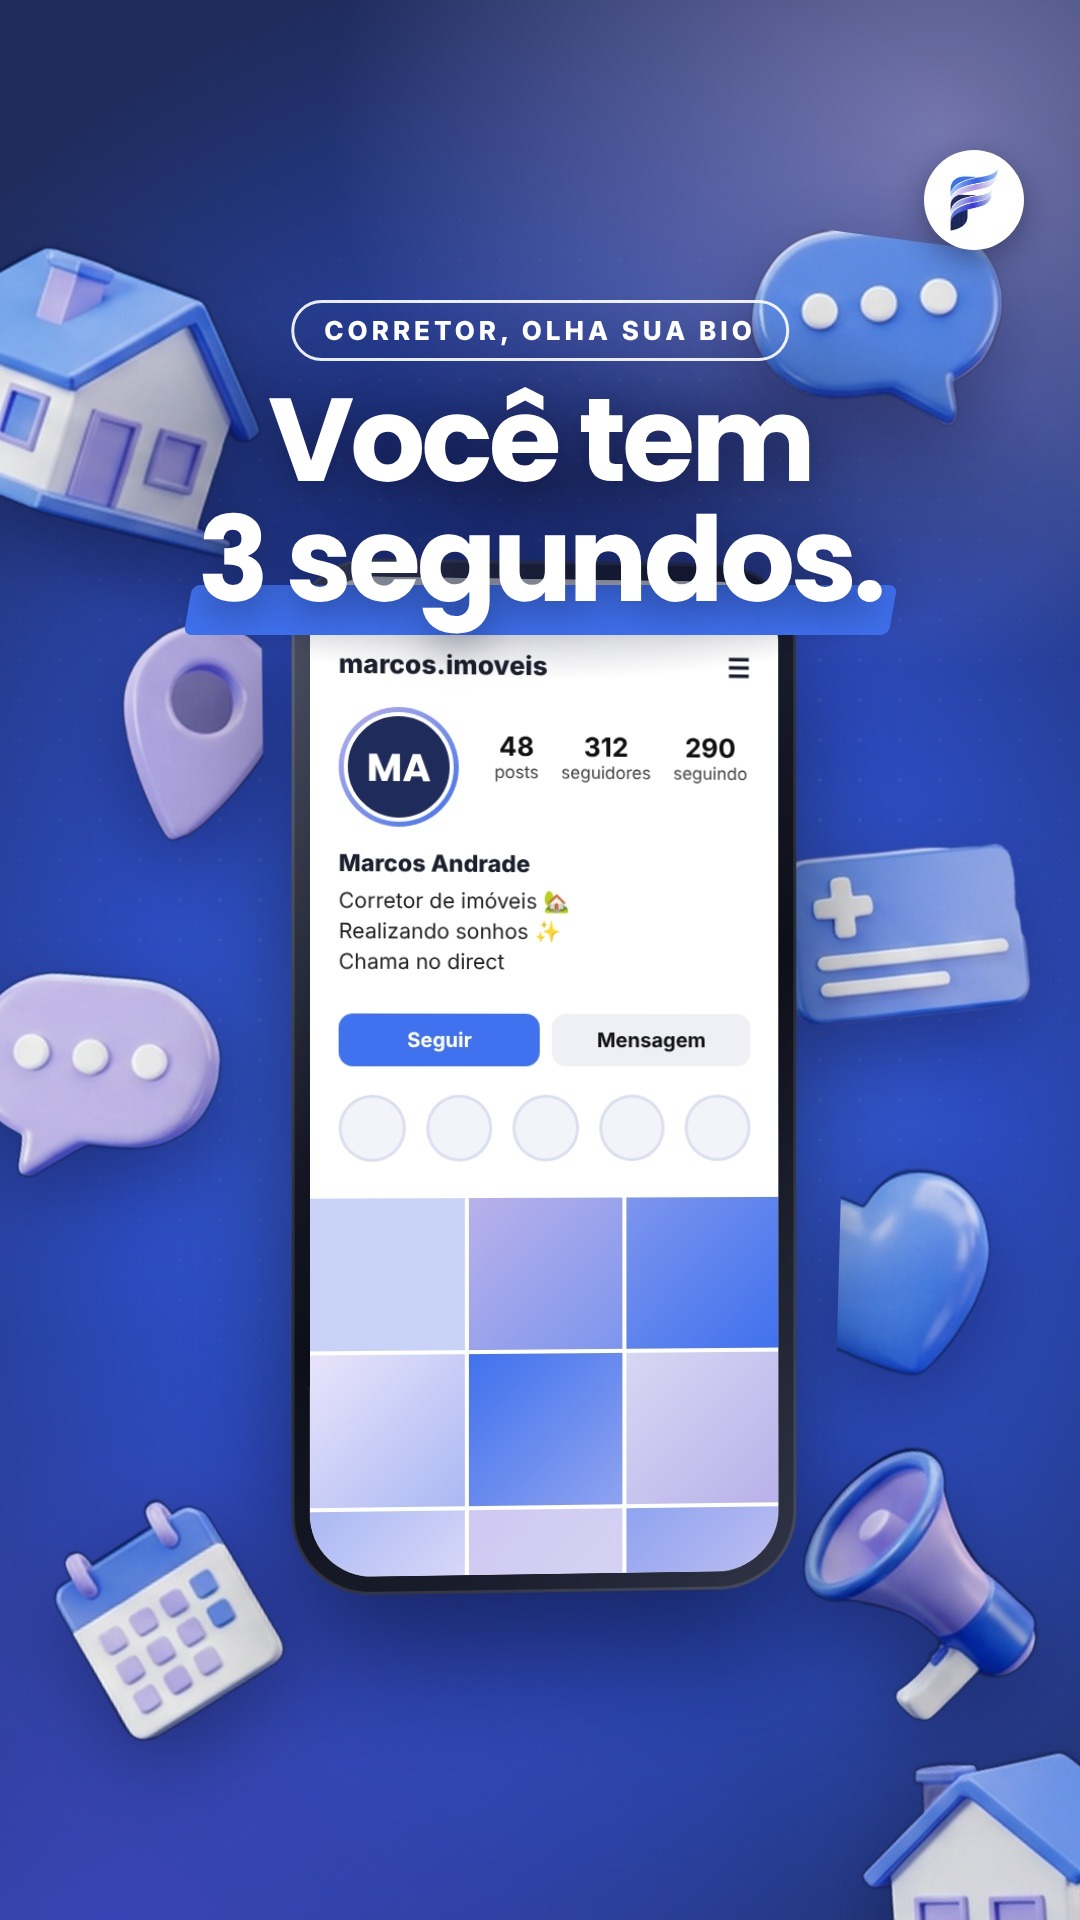 CORRETOR, OLHA SUA BIO
Você tem
3 segundos.
marcos.imoveis
MA
48 312 290
posts seguidores seguindo
Marcos Andrade
Corretor de imóveis 🏡
Realizando sonhos ✨
Chama no direct
Seguir Mensagem